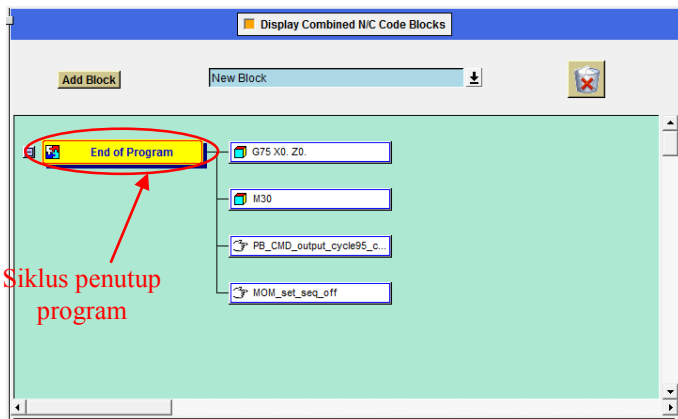 Display Combined N/C Code Blocks
Add Block
New Block
End of Program
G75 X0. Z0.
M30
PB_CMD_output_cycle95_c...
MOM_set_seq_off
Siklus penutup
program